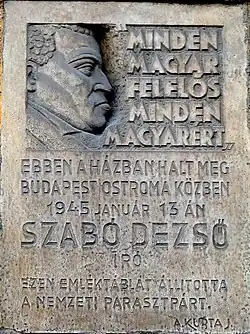 MINDEN
MAGYAR
FELELŐS
MINDEN
MAGYARÉRT„
EBBEN A HÁZBAN HALT MEG
BUDAPEST OSTROMA KÖZBEN
1945 JANUÁR 13 ÁN
SZABÓ DEZSŐ
ÍRÓ
EZEN EMLÉKTÁBLÁT ÁLLÍTOTTA
A NEMZETI PARASZTPÁRT.